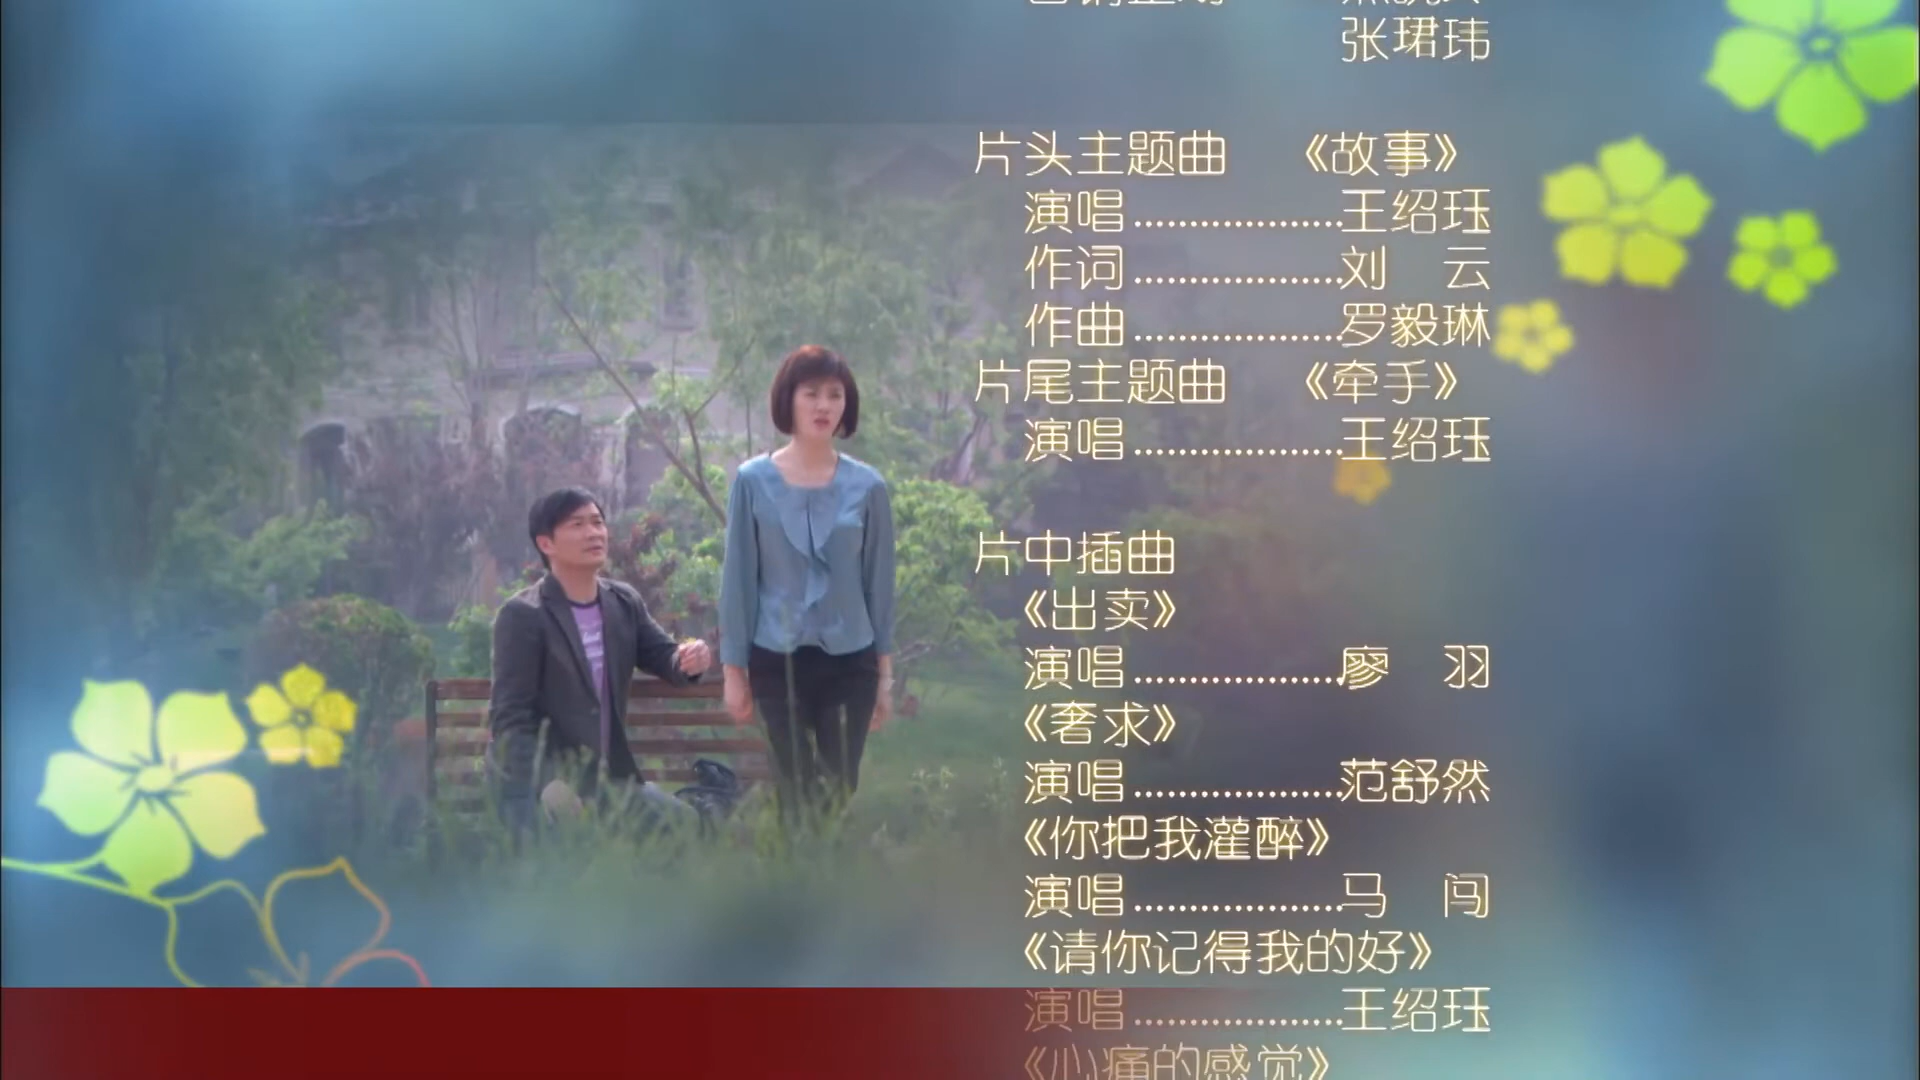 张珺玮
片头主题曲 《故事》
演唱...................王绍珏
作词...................刘 云
作曲...................罗毅琳
片尾主题曲 《牵手》
演唱...................王绍珏
片中插曲
《出卖》
演唱...................廖 羽
《奢求》
演唱...................范舒然
《你把我灌醉》
演唱...................马 闯
《请你记得我的好》
演唱...................王绍珏
《心痛的感觉》